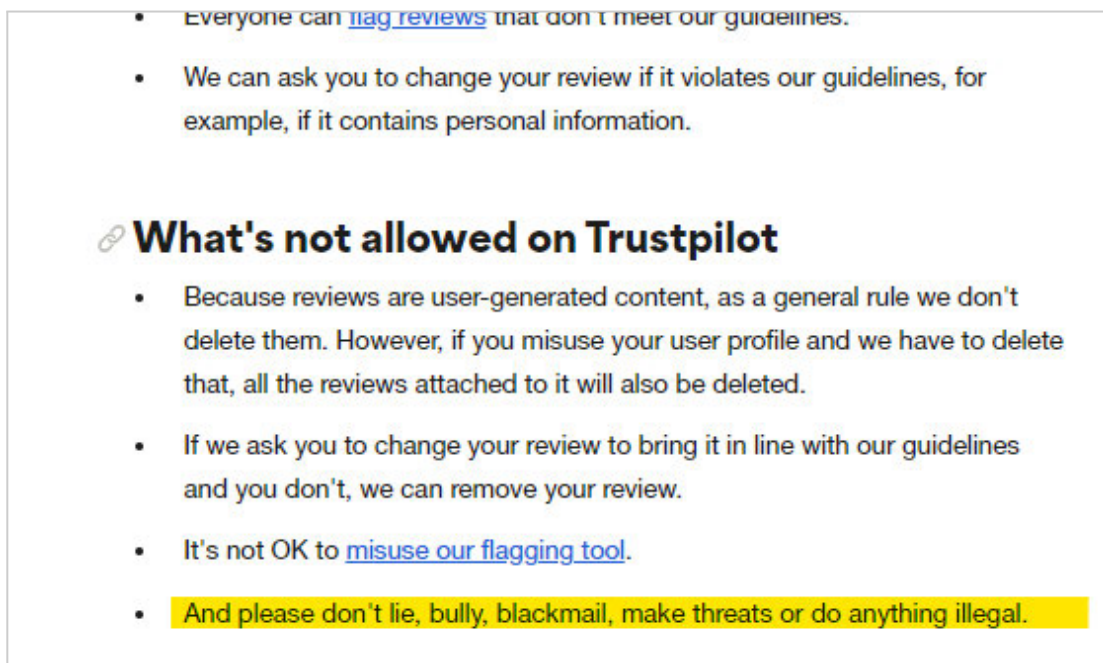 • Everyone can flag reviews that don't meet our guidelines.
• We can ask you to change your review if it violates our guidelines, for
example, if it contains personal information.
What's not allowed on Trustpilot
• Because reviews are user-generated content, as a general rule we don't
delete them. However, if you misuse your user profile and we have to delete
that, all the reviews attached to it will also be deleted.
• If we ask you to change your review to bring it in line with our guidelines
and you don't, we can remove your review.
• It's not OK to misuse our flagging tool.
• And please don't lie, bully, blackmail, make threats or do anything illegal.